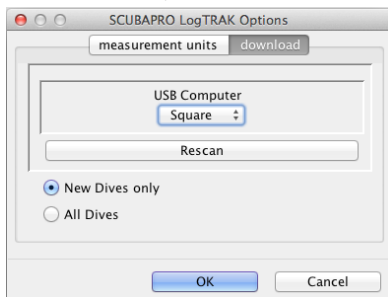 SCUBAPRO LogTRAK Options
measurement units download
USB Computer
Square
Rescan
New Dives only
All Dives
OK Cancel